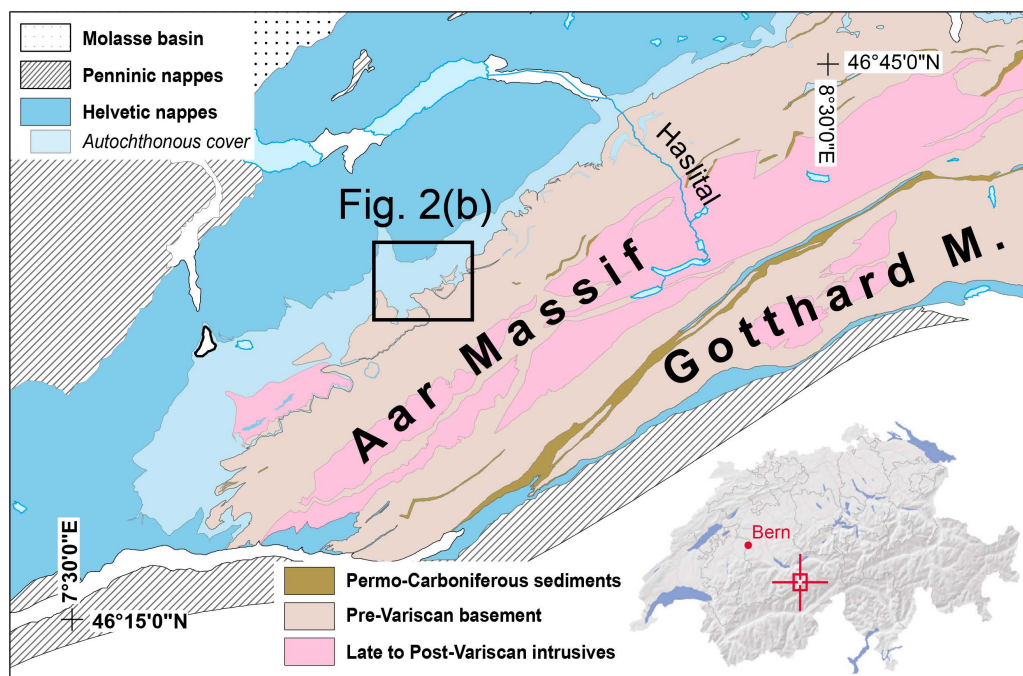 Molasse basin
Penninic nappes
Helvetic nappes
Autochthonous cover
46°45'0"N
8°30'0"E
Haslital
Fig. 2(b)
Aar Massif
Gotthard M.
Bern
7°30'0"E
46°15'0"N
Permo-Carboniferous sediments
Pre-Variscan basement
Late to Post-Variscan intrusives